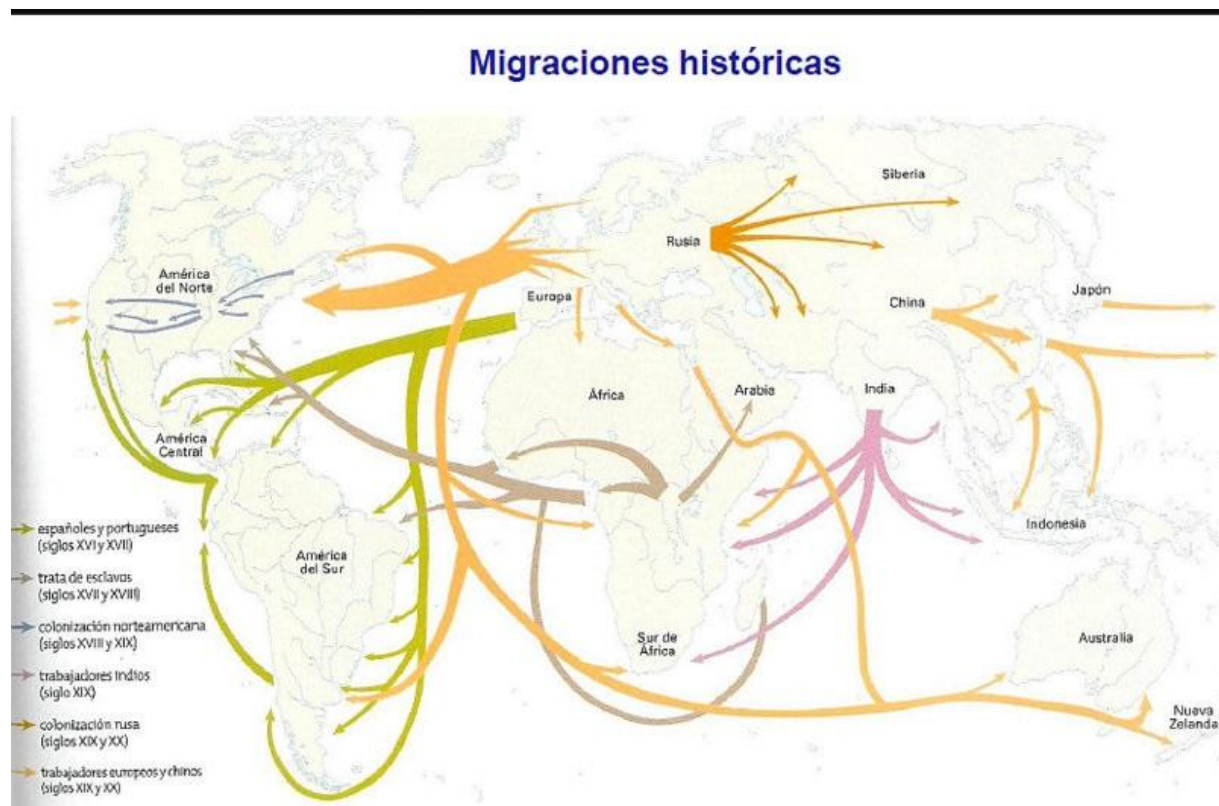 Migraciones históricas
Siberia
Rusia
América
del Norte
Europa
China
Japón
África
Arabia
India
América
Central
Indonesia
América
del Sur
Sur de
África
Australia
Nueva
Zelanda
españoles y portugueses
(siglos XVI y XVII)
trata de esclavos
(siglos XVII y XVIII)
colonización norteamericana
(siglos XVIII y XIX)
trabajadores indios
(siglo XIX)
colonización rusa
(siglos XIX y XX)
trabajadores europeos y chinos
(siglos XIX y XX)